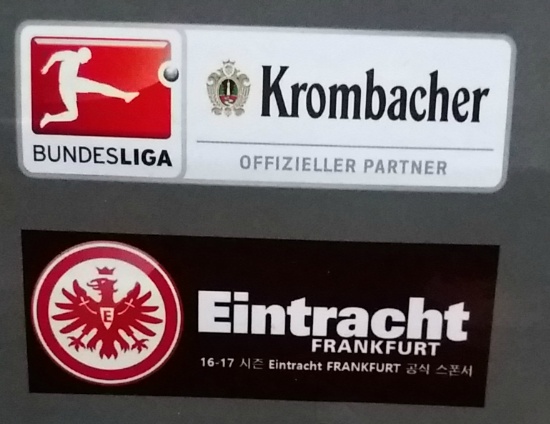 BUNDESLIGA
Krombacher
OFFIZIELLER PARTNER
E
Eintracht
FRANKFURT
16-17 시즌 Eintracht FRANKFURT 공식 스폰서